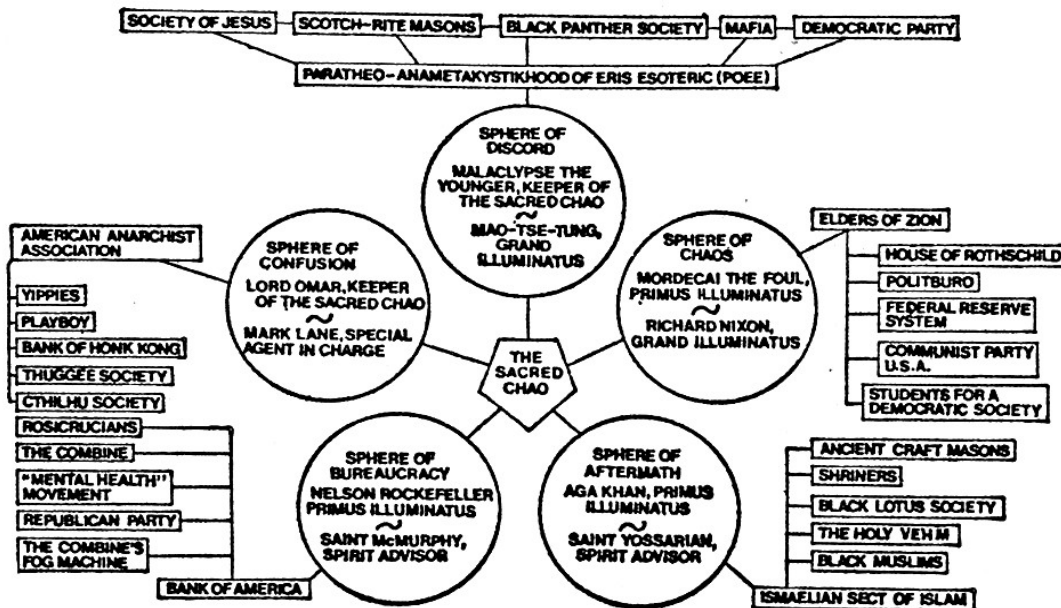 SOCIETY OF JESUS
SCOTCH-RITE MASONS
BLACK PANTHER SOCIETY
MAFIA
DEMOCRATIC PARTY
PARATHEO-ANAMETAKYSTIKHOOD OF ERIS ESOTERIC (POEE)
SPHERE OF
DISCORD
MALACLYPSE THE
YOUNGER, KEEPER OF
THE SACRED CHAO
~
MAO-TSE-TUNG,
GRAND
ILLUMINATUS
AMERICAN ANARCHIST
ASSOCIATION
YIPPIES
PLAYBOY
BANK OF HONK KONG
THUGGEE SOCIETY
CTHILHU SOCIETY
SPHERE OF
CONFUSION
LORD OMAR, KEEPER
OF THE SACRED CHAO
~
MARK LANE, SPECIAL
AGENT IN CHARGE
THE
SACRED
CHAO
SPHERE OF
CHAOS
MORDECAI THE FOUL,
PRIMUS ILLUMINATUS
~
RICHARD NIXON,
GRAND ILLUMINATUS
ELDERS OF ZION
HOUSE OF ROTHSCHILD
POLITBURO
FEDERAL RESERVE
SYSTEM
COMMUNIST PARTY
U.S.A.
STUDENTS FOR A
DEMOCRATIC SOCIETY
ROSICRUCIANS
THE COMBINE
"MENTAL HEALTH"
MOVEMENT
REPUBLICAN PARTY
THE COMBINE'S
FOG MACHINE
BANK OF AMERICA
SPHERE OF
BUREAUCRACY
NELSON ROCKEFELLER
PRIMUS ILLUMINATUS
~
SAINT McMURPHY,
SPIRIT ADVISOR
SPHERE OF
AFTERMATH
AGA KHAN, PRIMUS
ILLUMINATUS
~
SAINT YOSSARIAN,
SPIRIT ADVISOR
ANCIENT CRAFT MASONS
SHRINERS
BLACK LOTUS SOCIETY
THE HOLY VEHM
BLACK MUSLIMS
ISMAELIAN SECT OF ISLAM